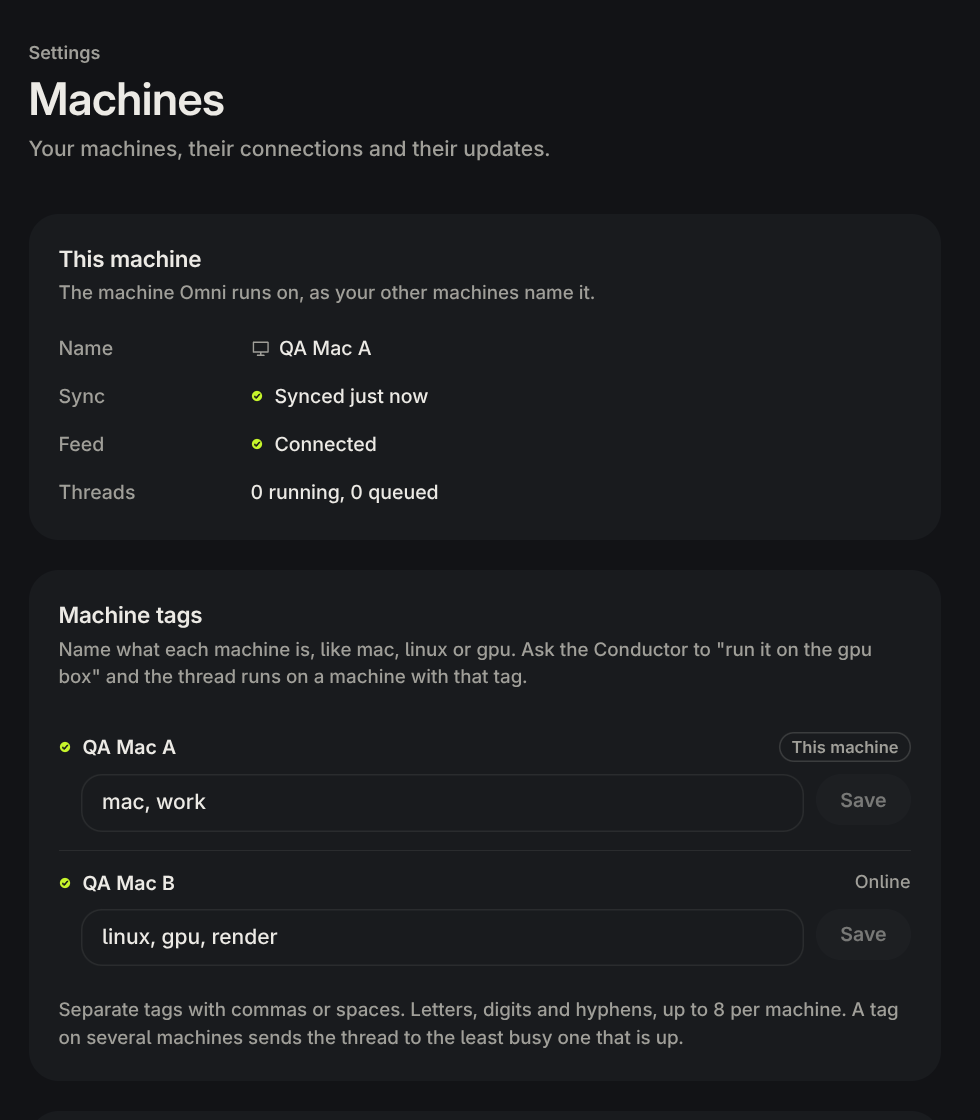 Settings
Machines
Your machines, their connections and their updates.
This machine
The machine Omni runs on, as your other machines name it.
Name QA Mac A
Sync Synced just now
Feed Connected
Threads 0 running, 0 queued
Machine tags
Name what each machine is, like mac, linux or gpu. Ask the Conductor to "run it on the gpu
box" and the thread runs on a machine with that tag.
QA Mac A This machine
mac, work Save
QA Mac B Online
linux, gpu, render Save
Separate tags with commas or spaces. Letters, digits and hyphens, up to 8 per machine. A tag
on several machines sends the thread to the least busy one that is up.